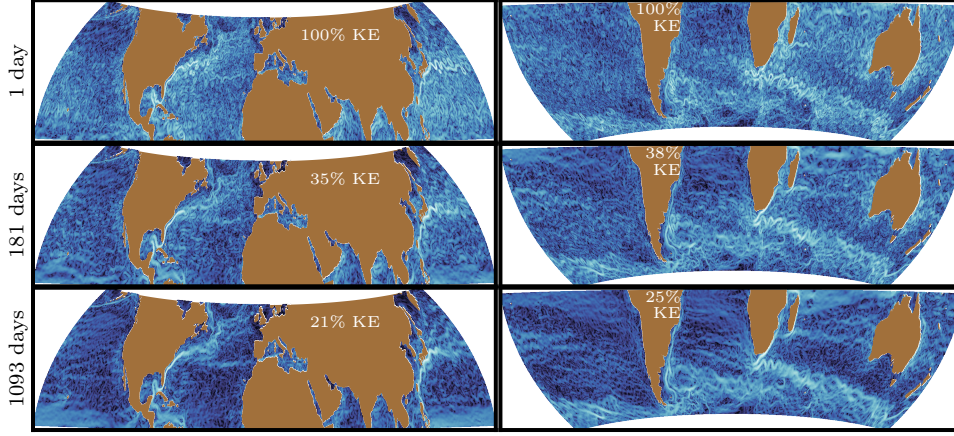 1 day
100% KE
100%
KE
181 days
35% KE
38%
KE
1093 days
21% KE
25%
KE